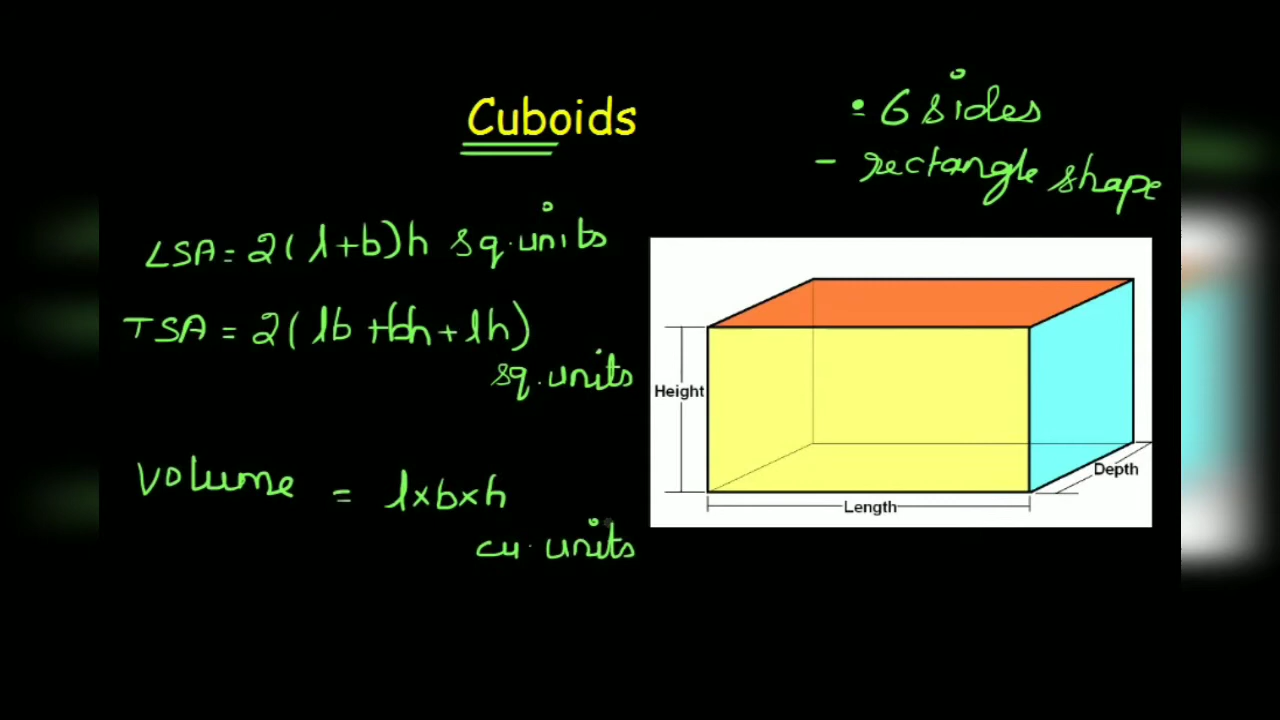 Cuboids
: 6 sides
- rectangle shape
LSA = 2(l+b)h sq.units
TSA = 2(lb+bh+lh)
sq.units
Volume = l×b×h
cu.units
Height
Depth
Length